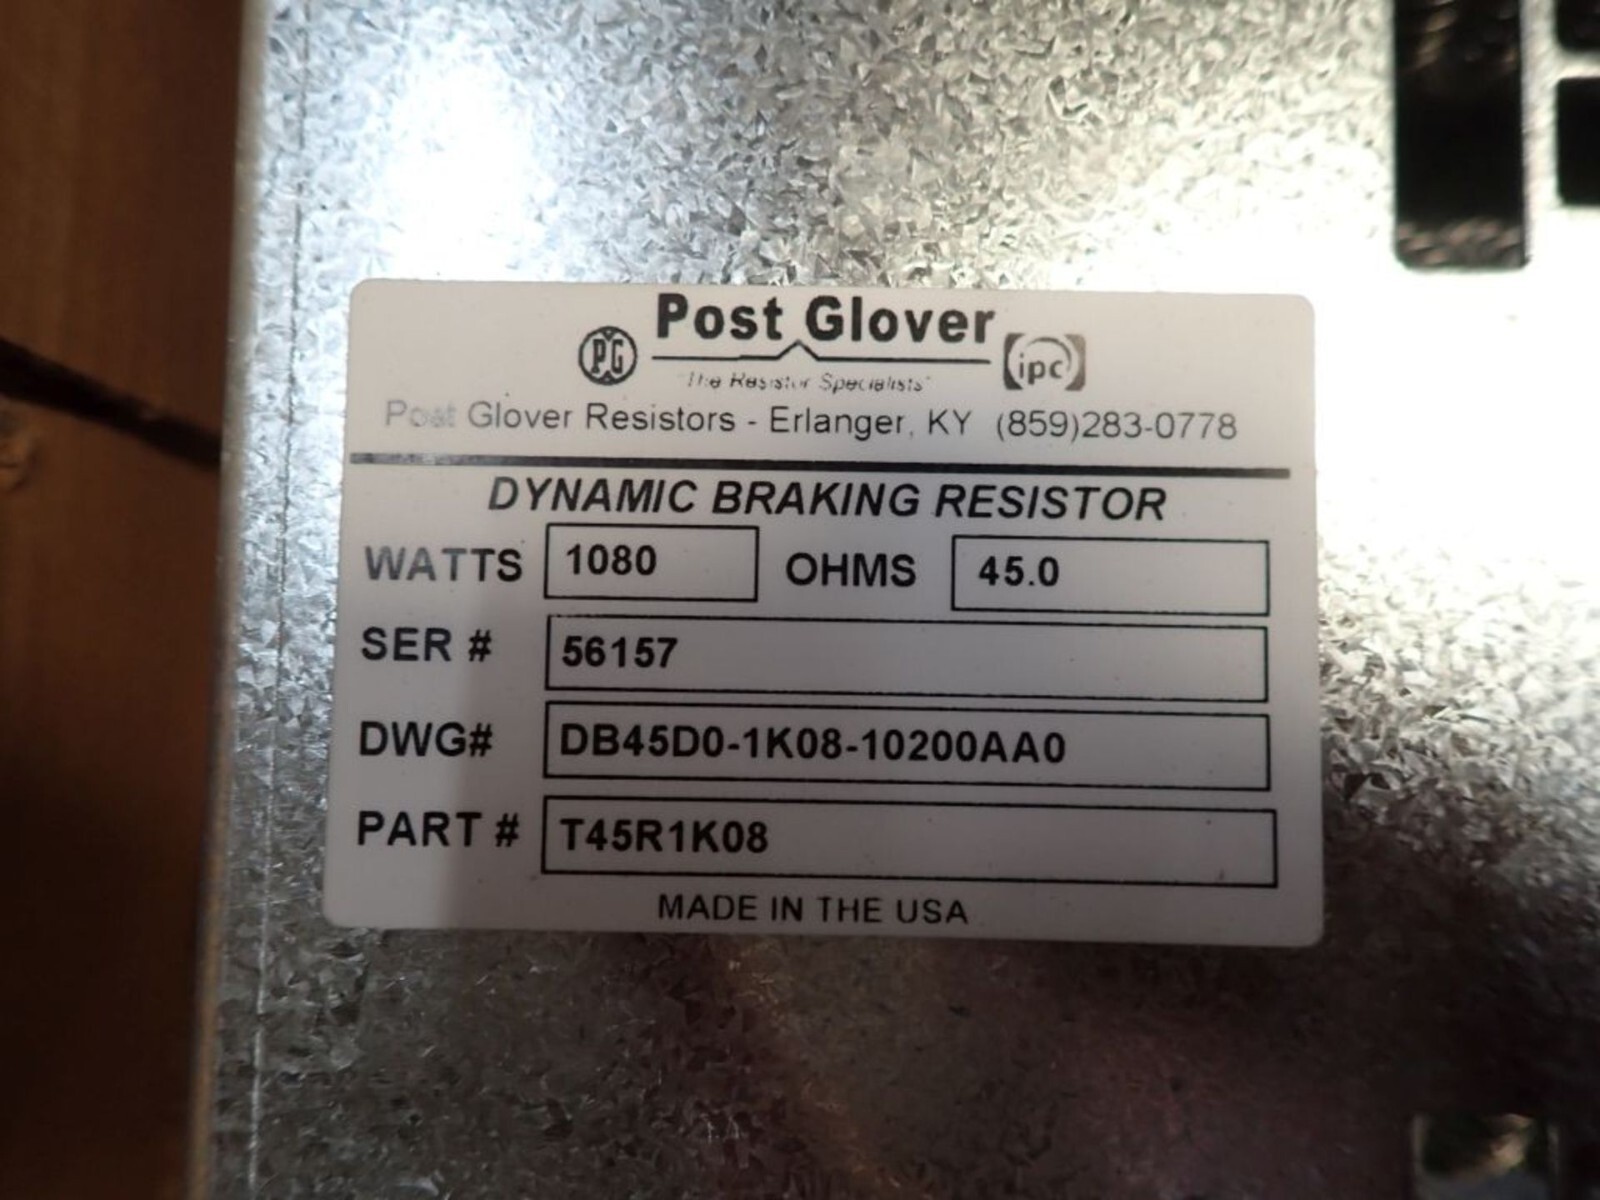 Post Glover
PG
ipc
"The Resistor Specialists"
Post Glover Resistors - Erlanger, KY (859)283-0778
DYNAMIC BRAKING RESISTOR
WATTS 1080 OHMS 45.0
SER # 56157
DWG# DB45D0-1K08-10200AA0
PART # T45R1K08
MADE IN THE USA